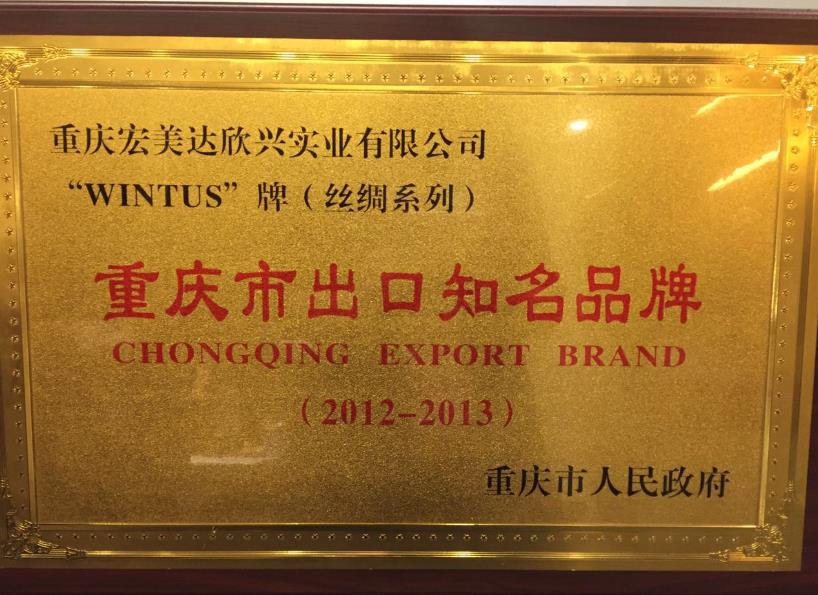 重庆宏美达欣兴实业有限公司
“WINTUS”牌（丝绸系列）
重庆市出口知名品牌
CHONGQING EXPORT BRAND
（2012-2013）
重庆市人民政府